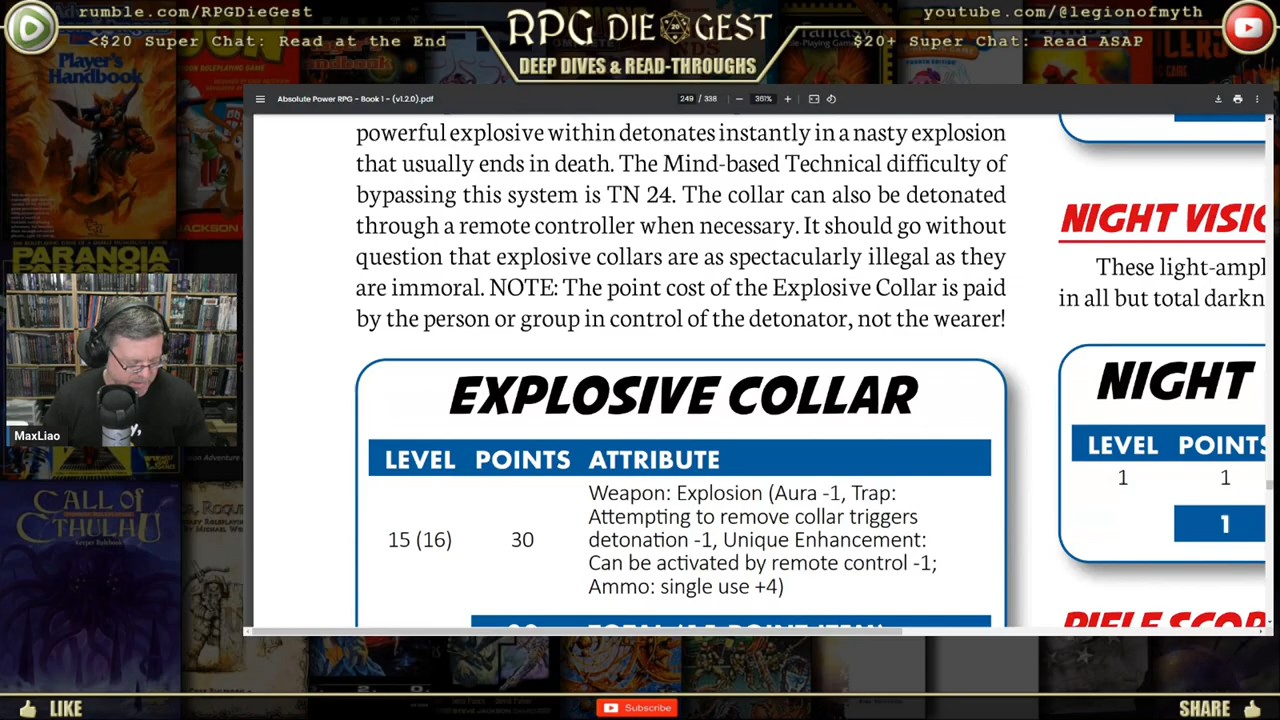 rumble.com/RPGDieGest
<$20 Super Chat: Read at the End
RPG DIE GEST
DEEP DIVES & READ-THROUGHS
youtube.com/@legionofmyth
$20+ Super Chat: Read ASAP
Player's
Handbook
Absolute Power RPG - Book 1 - (v1.2.0).pdf
249 / 338
361%
powerful explosive within detonates instantly in a nasty explosion
that usually ends in death. The Mind-based Technical difficulty of
bypassing this system is TN 24. The collar can also be detonated
through a remote controller when necessary. It should go without
question that explosive collars are as spectacularly illegal as they
are immoral. NOTE: The point cost of the Explosive Collar is paid
by the person or group in control of the detonator, not the wearer!
EXPLOSIVE COLLAR
LEVEL POINTS ATTRIBUTE
15 (16) 30
Weapon: Explosion (Aura -1, Trap:
Attempting to remove collar triggers
detonation -1, Unique Enhancement:
Can be activated by remote control -1;
Ammo: single use +4)
NIGHT VISIO
These light-ampl
in all but total darkn
NIGHT
LEVEL POINTS
1 1
1
RIFLE SCOP
PARANOIA
MaxLiao
CALL OF
CTHULHU
LIKE
Subscribe
SHARE